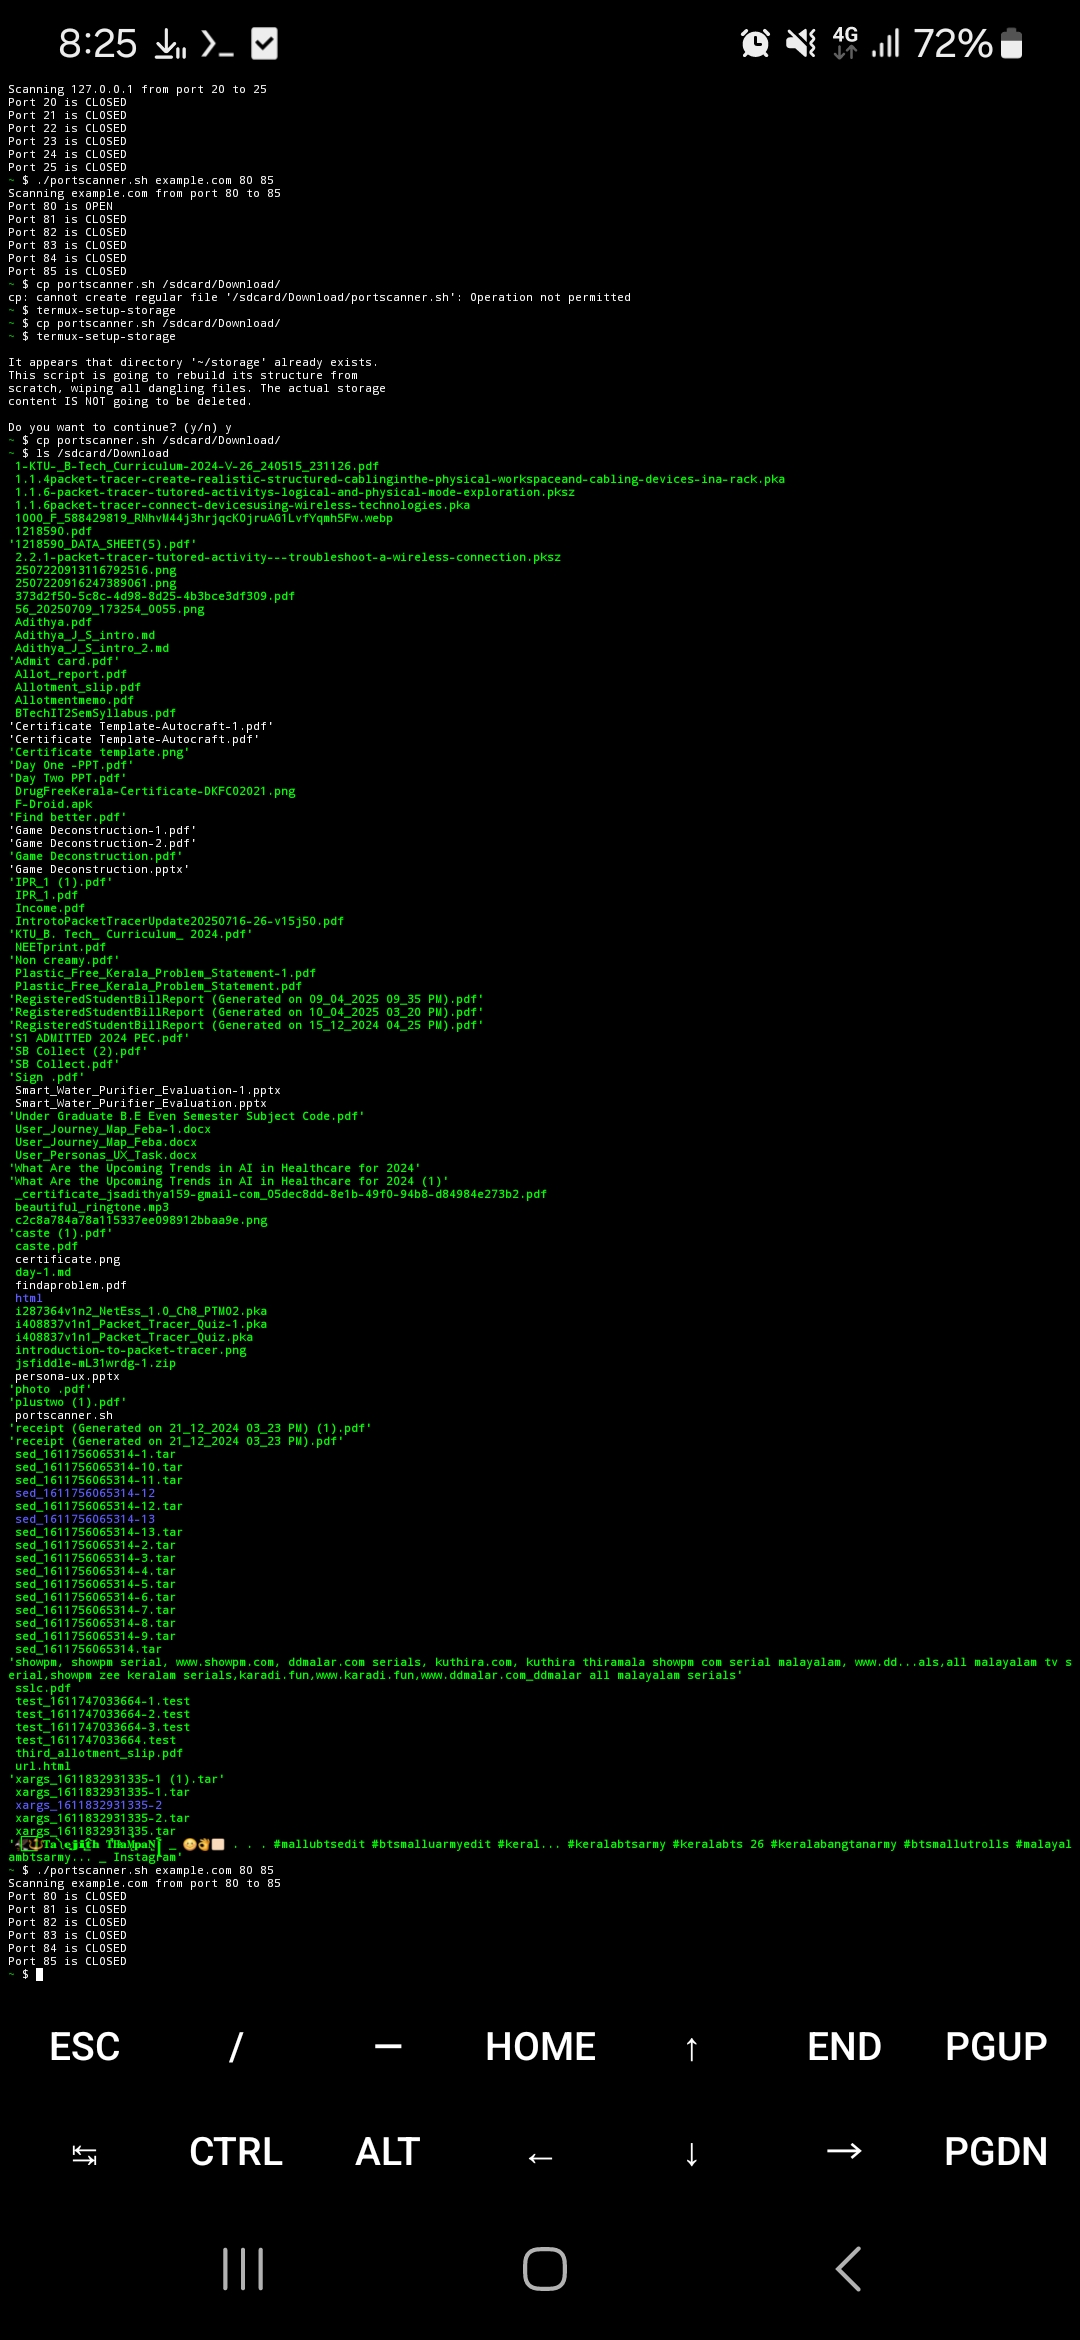 8:25
4G
72%
Scanning 127.0.0.1 from port 20 to 25
Port 20 is CLOSED
Port 21 is CLOSED
Port 22 is CLOSED
Port 23 is CLOSED
Port 24 is CLOSED
Port 25 is CLOSED
~ $ ./portscanner.sh example.com 80 85
Scanning example.com from port 80 to 85
Port 80 is OPEN
Port 81 is CLOSED
Port 82 is CLOSED
Port 83 is CLOSED
Port 84 is CLOSED
Port 85 is CLOSED
~ $ cp portscanner.sh /sdcard/Download/
cp: cannot create regular file '/sdcard/Download/portscanner.sh': Operation not permitted
~ $ termux-setup-storage
~ $ cp portscanner.sh /sdcard/Download/
~ $ termux-setup-storage
It appears that directory '~/storage' already exists.
This script is going to rebuild its structure from
scratch, wiping all dangling files. The actual storage
content IS NOT going to be deleted.
Do you want to continue? (y/n) y
~ $ cp portscanner.sh /sdcard/Download/
~ $ ls /sdcard/Download
1-KTU-_B-Tech_Curriculum-2024-V-26_240515_231126.pdf
1.1.4packet-tracer-create-realistic-structured-cablinginthe-physical-workspaceand-cabling-devices-ina-rack.pka
1.1.6-packet-tracer-tutored-activitys-logical-and-physical-mode-exploration.pksz
1.1.6packet-tracer-connect-devicesusing-wireless-technologies.pka
1000_F_588429819_RNhvM44j3hrjqcK0jruAG1LvfYqmh5Fw.webp
1218590.pdf
'1218590_DATA_SHEET(5).pdf'
2.2.1-packet-tracer-tutored-activity---troubleshoot-a-wireless-connection.pksz
2507220913116792516.png
2507220916247389061.png
373d2f50-5c8c-4d98-8d25-4b3bce3df309.pdf
56_20250709_173254_0055.png
Adithya.pdf
Adithya_J_S_intro.md
Adithya_J_S_intro_2.md
'Admit card.pdf'
Allot_report.pdf
Allotment_slip.pdf
Allotmentmemo.pdf
BTechIT2SemSyllabus.pdf
'Certificate Template-Autocraft-1.pdf'
'Certificate Template-Autocraft.pdf'
'Certificate template.png'
'Day One -PPT.pdf'
'Day Two PPT.pdf'
DrugFreeKerala-Certificate-DKFC02021.png
F-Droid.apk
'Find better.pdf'
'Game Deconstruction-1.pdf'
'Game Deconstruction-2.pdf'
'Game Deconstruction.pdf'
'Game Deconstruction.pptx'
'IPR_1 (1).pdf'
IPR_1.pdf
Income.pdf
IntrotoPacketTracerUpdate20250716-26-v15j50.pdf
'KTU_B. Tech_ Curriculum_ 2024.pdf'
NEETprint.pdf
'Non creamy.pdf'
Plastic_Free_Kerala_Problem_Statement-1.pdf
Plastic_Free_Kerala_Problem_Statement.pdf
'RegisteredStudentBillReport (Generated on 09_04_2025 09_35 PM).pdf'
'RegisteredStudentBillReport (Generated on 10_04_2025 03_20 PM).pdf'
'RegisteredStudentBillReport (Generated on 15_12_2024 04_25 PM).pdf'
'S1 ADMITTED 2024 PEC.pdf'
'SB Collect (2).pdf'
'SB Collect.pdf'
'Sign .pdf'
Smart_Water_Purifier_Evaluation-1.pptx
Smart_Water_Purifier_Evaluation.pptx
'Under Graduate B.E Even Semester Subject Code.pdf'
User_Journey_Map_Feba-1.docx
User_Journey_Map_Feba.docx
User_Personas_UX_Task.docx
'What Are the Upcoming Trends in AI in Healthcare for 2024'
'What Are the Upcoming Trends in AI in Healthcare for 2024 (1)'
_certificate_jsadithya159-gmail-com_05dec8dd-8e1b-49f0-94b8-d84984e273b2.pdf
beautiful_ringtone.mp3
c2c8a784a78a115337ee098912bbaa9e.png
'caste (1).pdf'
caste.pdf
certificate.png
day-1.md
findaproblem.pdf
html
i287364v1n2_NetEss_1.0_Ch8_PTM02.pka
i408837v1n1_Packet_Tracer_Quiz-1.pka
i408837v1n1_Packet_Tracer_Quiz.pka
introduction-to-packet-tracer.png
jsfiddle-mL31wrdg-1.zip
persona-ux.pptx
'photo .pdf'
'plustwo (1).pdf'
portscanner.sh
'receipt (Generated on 21_12_2024 03_23 PM) (1).pdf'
'receipt (Generated on 21_12_2024 03_23 PM).pdf'
sed_1611756065314-1.tar
sed_1611756065314-10.tar
sed_1611756065314-11.tar
sed_1611756065314-12
sed_1611756065314-12.tar
sed_1611756065314-13
sed_1611756065314-13.tar
sed_1611756065314-2.tar
sed_1611756065314-3.tar
sed_1611756065314-4.tar
sed_1611756065314-5.tar
sed_1611756065314-6.tar
sed_1611756065314-7.tar
sed_1611756065314-8.tar
sed_1611756065314-9.tar
sed_1611756065314.tar
'showpm, showpm serial, www.showpm.com, ddmalar.com serials, kuthira.com, kuthira thiramala showpm com serial malayalam, www.dd...als,all malayalam tv s
erial,showpm zee keralam serials,karadi.fun,www.karadi.fun,www.ddmalar.com_ddmalar all malayalam serials'
sslc.pdf
test_1611747033664-1.test
test_1611747033664-2.test
test_1611747033664-3.test
test_1611747033664.test
third_allotment_slip.pdf
url.html
'xargs_1611832931335-1 (1).tar'
xargs_1611832931335-1.tar
xargs_1611832931335-2
xargs_1611832931335-2.tar
xargs_1611832931335.tar
_ . . . #mallubtsedit #btsmalluarmyedit #keral... #keralabtsarmy #keralabts 26 #keralabangtanarmy #btsmallutrolls #malayal
ambtsarmy... _ Instagram'
~ $ ./portscanner.sh example.com 80 85
Scanning example.com from port 80 to 85
Port 80 is CLOSED
Port 81 is CLOSED
Port 82 is CLOSED
Port 83 is CLOSED
Port 84 is CLOSED
Port 85 is CLOSED
~ $
ESC / — HOME ↑ END PGUP
↹ CTRL ALT ← ↓ → PGDN